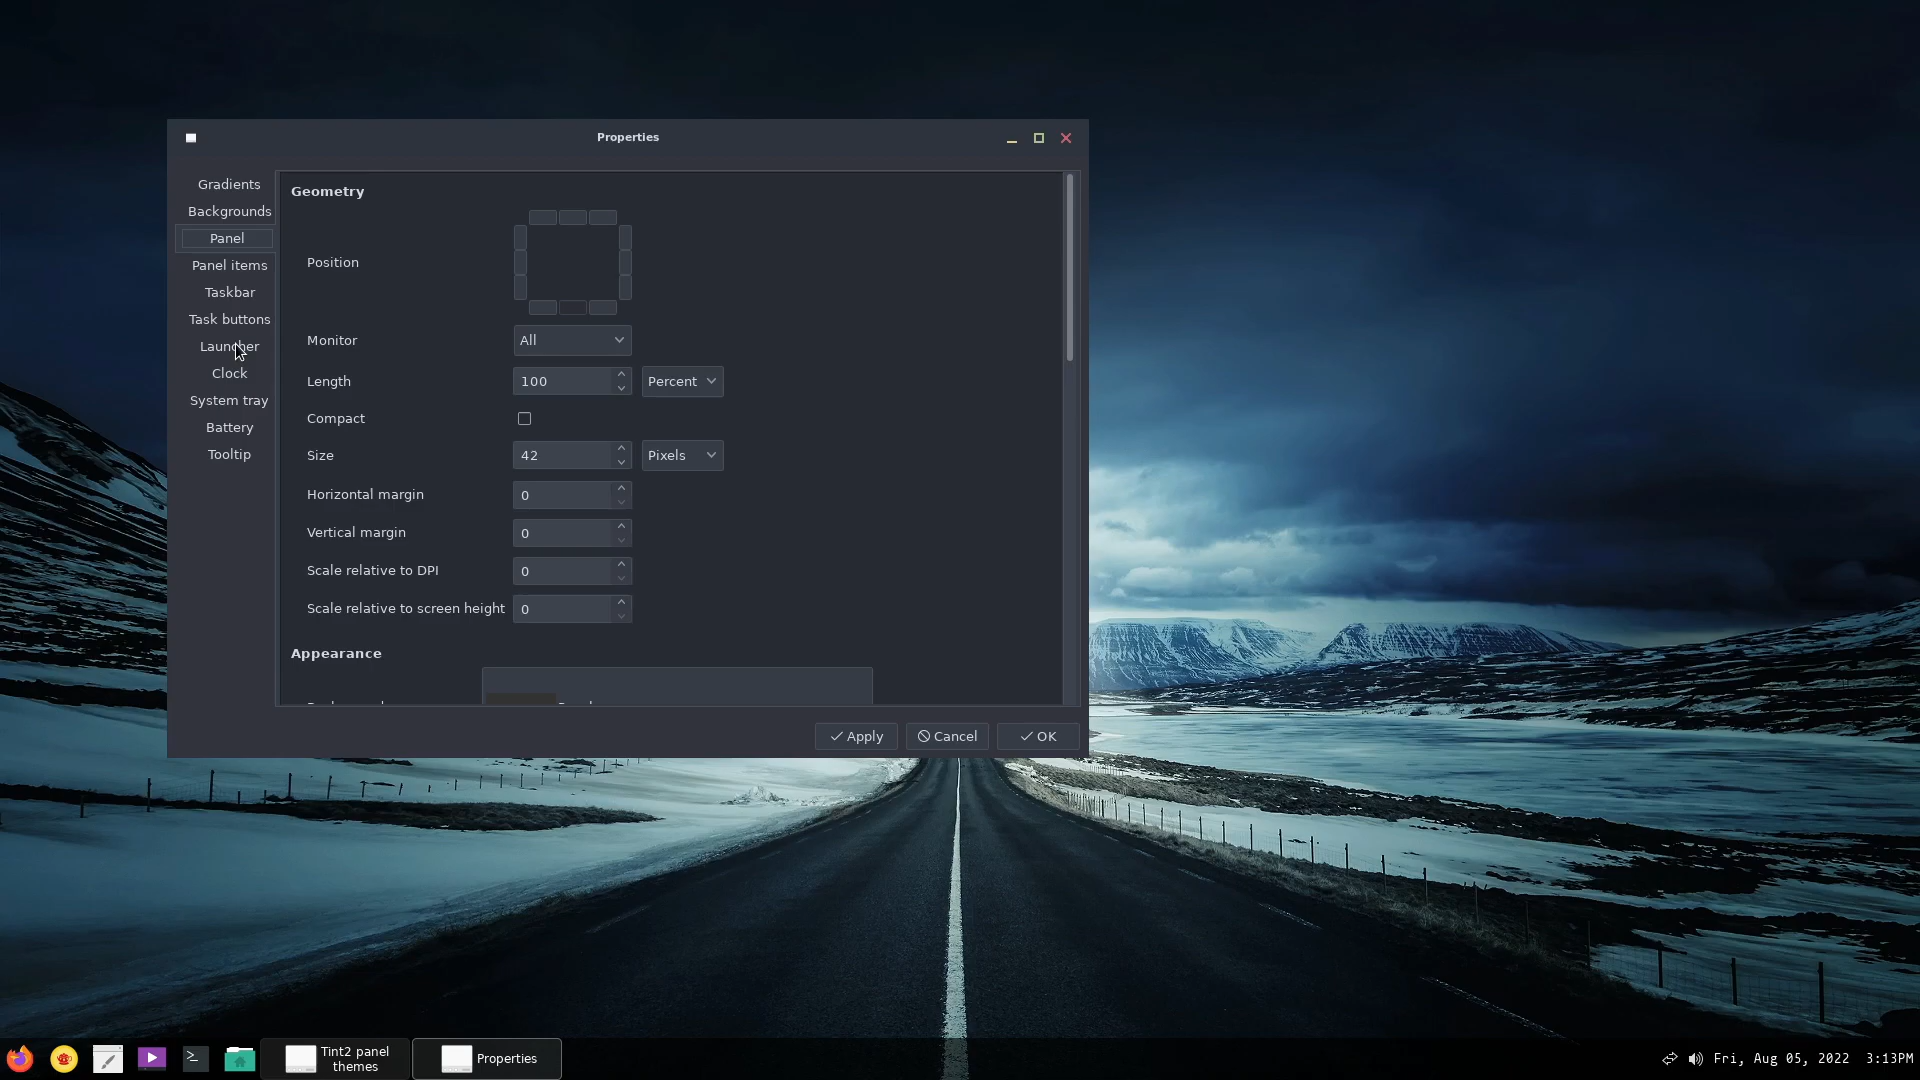 Properties
Gradients
Backgrounds
Panel
Panel items
Taskbar
Task buttons
Launcher
Clock
System tray
Battery
Tooltip
Geometry
Position
Monitor All
Length 100 Percent
Compact
Size 42 Pixels
Horizontal margin 0
Vertical margin 0
Scale relative to DPI 0
Scale relative to screen height 0
Appearance
Apply Cancel OK
Tint2 panel
themes
Properties
Fri, Aug 05, 2022 3:13PM